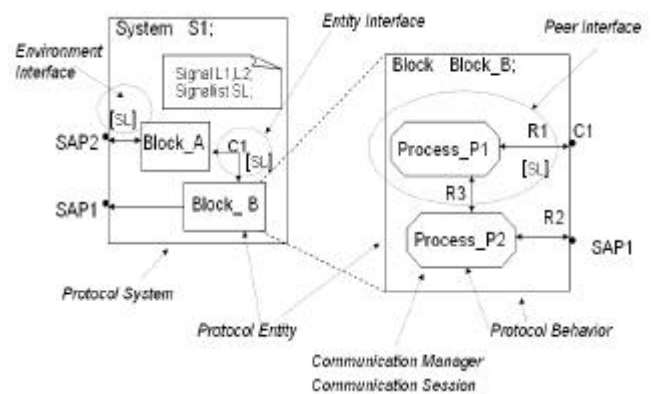 Entity Interface
System S1;
Peer Interface
Environment
Interface
Signal L1,L2;
Signallist SL;
Block Block_B;
[SL]
SAP2
Block_A
C1
[SL]
Process_P1
R1
C1
[SL]
SAP1
Block_ B
R3
R2
Process_P2
SAP1
Protocol System
Protocol Entity
Protocol Behavior
Communication Manager
Communication Session